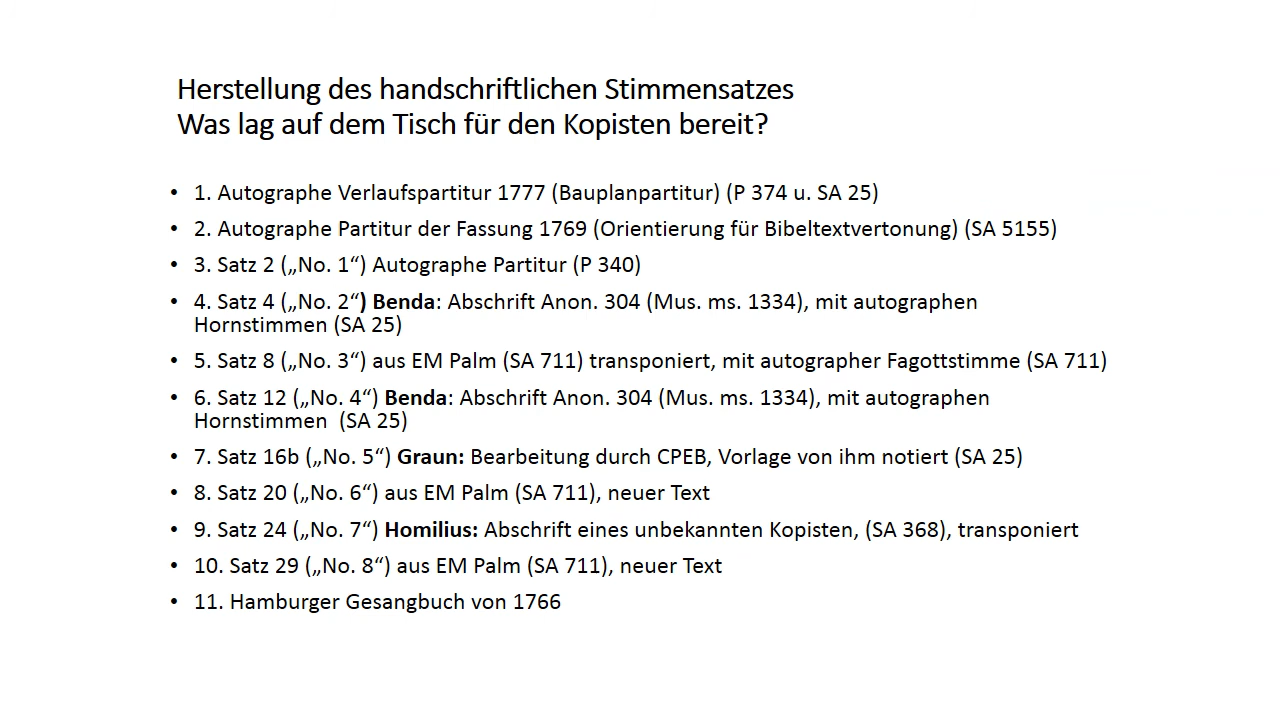 Herstellung des handschriftlichen Stimmensatzes
Was lag auf dem Tisch für den Kopisten bereit?
• 1. Autographe Verlaufspartitur 1777 (Bauplanpartitur) (P 374 u. SA 25)
• 2. Autographe Partitur der Fassung 1769 (Orientierung für Bibeltextvertonung) (SA 5155)
• 3. Satz 2 („No. 1“) Autographe Partitur (P 340)
• 4. Satz 4 („No. 2“) Benda: Abschrift Anon. 304 (Mus. ms. 1334), mit autographen
Hornstimmen (SA 25)
• 5. Satz 8 („No. 3“) aus EM Palm (SA 711) transponiert, mit autographer Fagottstimme (SA 711)
• 6. Satz 12 („No. 4“) Benda: Abschrift Anon. 304 (Mus. ms. 1334), mit autographen
Hornstimmen (SA 25)
• 7. Satz 16b („No. 5“) Graun: Bearbeitung durch CPEB, Vorlage von ihm notiert (SA 25)
• 8. Satz 20 („No. 6“) aus EM Palm (SA 711), neuer Text
• 9. Satz 24 („No. 7“) Homilius: Abschrift eines unbekannten Kopisten, (SA 368), transponiert
• 10. Satz 29 („No. 8“) aus EM Palm (SA 711), neuer Text
• 11. Hamburger Gesangbuch von 1766